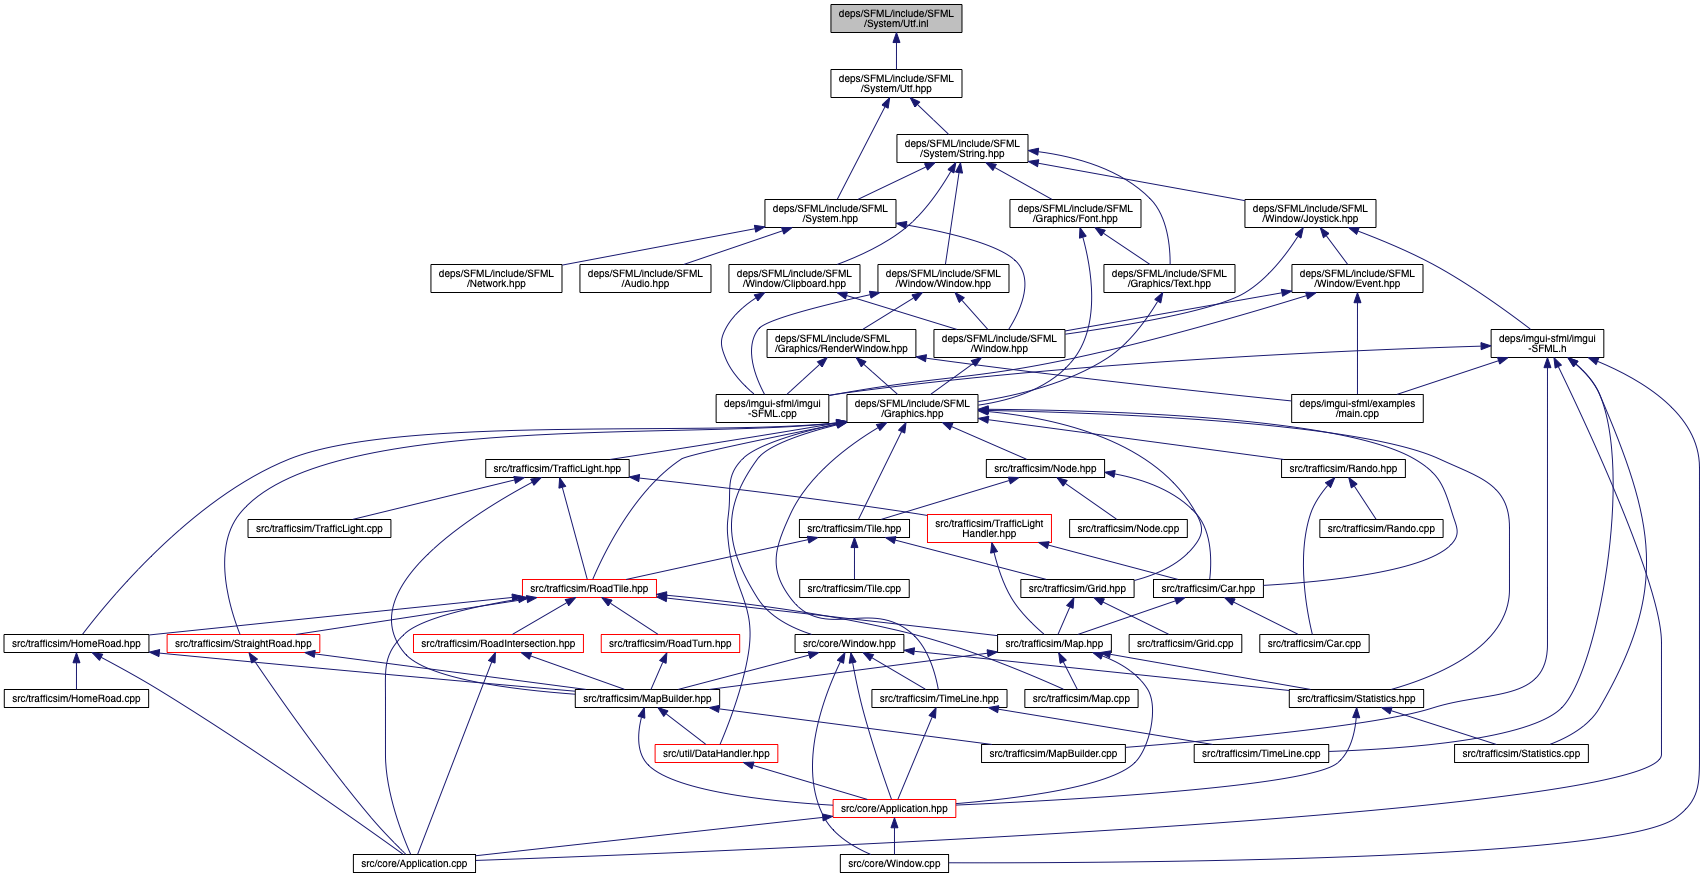 deps/SFML/include/SFML
/System/Utf.inl
deps/SFML/include/SFML
/System/Utf.hpp
deps/SFML/include/SFML
/System/String.hpp
deps/SFML/include/SFML
/System.hpp
deps/SFML/include/SFML
/Graphics/Font.hpp
deps/SFML/include/SFML
/Window/Joystick.hpp
deps/SFML/include/SFML
/Network.hpp
deps/SFML/include/SFML
/Audio.hpp
deps/SFML/include/SFML
/Window/Clipboard.hpp
deps/SFML/include/SFML
/Window/Window.hpp
deps/SFML/include/SFML
/Graphics/Text.hpp
deps/SFML/include/SFML
/Window/Event.hpp
deps/SFML/include/SFML
/Graphics/RenderWindow.hpp
deps/SFML/include/SFML
/Window.hpp
deps/imgui-sfml/imgui
-SFML.h
deps/imgui-sfml/imgui
-SFML.cpp
deps/SFML/include/SFML
/Graphics.hpp
deps/imgui-sfml/examples
/main.cpp
src/trafficsim/TrafficLight.hpp
src/trafficsim/Node.hpp
src/trafficsim/Rando.hpp
src/trafficsim/TrafficLight.cpp
src/trafficsim/Tile.hpp
src/trafficsim/TrafficLight
Handler.hpp
src/trafficsim/Node.cpp
src/trafficsim/Rando.cpp
src/trafficsim/RoadTile.hpp
src/trafficsim/Tile.cpp
src/trafficsim/Grid.hpp
src/trafficsim/Car.hpp
src/trafficsim/HomeRoad.hpp
src/trafficsim/StraightRoad.hpp
src/trafficsim/RoadIntersection.hpp
src/trafficsim/RoadTurn.hpp
src/core/Window.hpp
src/trafficsim/Map.hpp
src/trafficsim/Grid.cpp
src/trafficsim/Car.cpp
src/trafficsim/HomeRoad.cpp
src/trafficsim/MapBuilder.hpp
src/trafficsim/TimeLine.hpp
src/trafficsim/Map.cpp
src/trafficsim/Statistics.hpp
src/util/DataHandler.hpp
src/trafficsim/MapBuilder.cpp
src/trafficsim/TimeLine.cpp
src/trafficsim/Statistics.cpp
src/core/Application.hpp
src/core/Application.cpp
src/core/Window.cpp